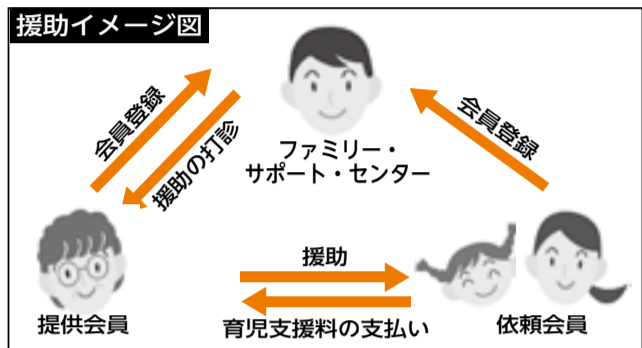 援助イメージ図
会員登録
援助の打診
会員登録
ファミリー・
サポート・センター
援助
提供会員
育児支援料の支払い
依頼会員